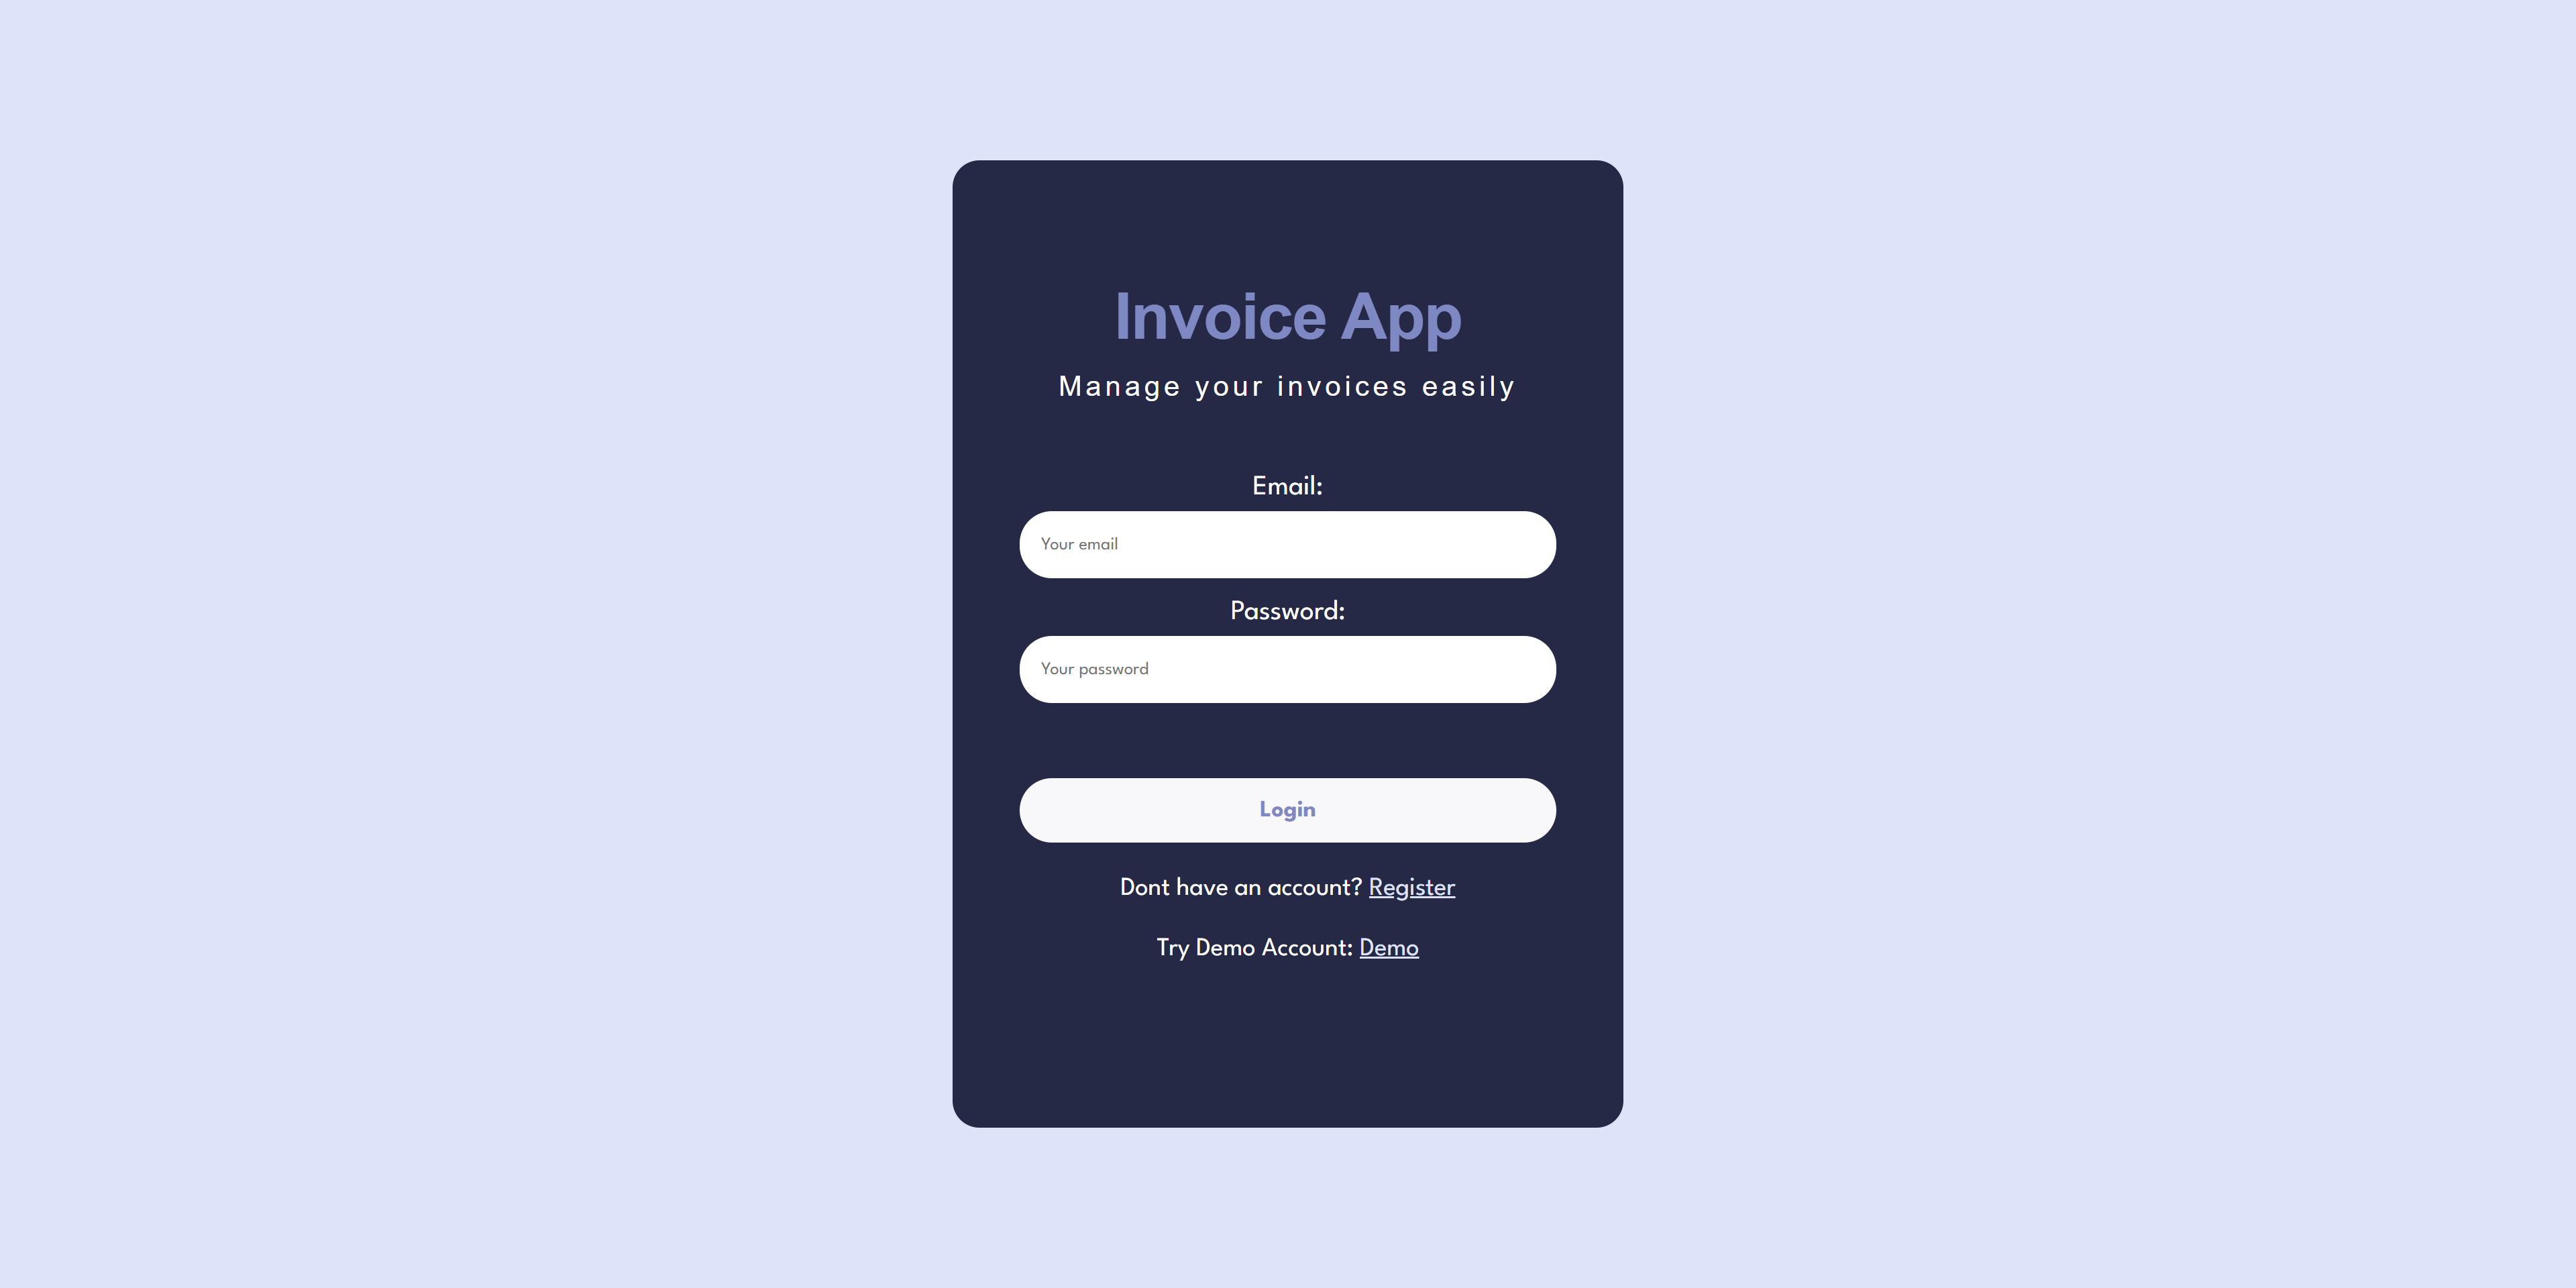 Invoice App
Manage your invoices easily
Email:
Your email
Password:
Your password
Login
Dont have an account? Register
Try Demo Account: Demo